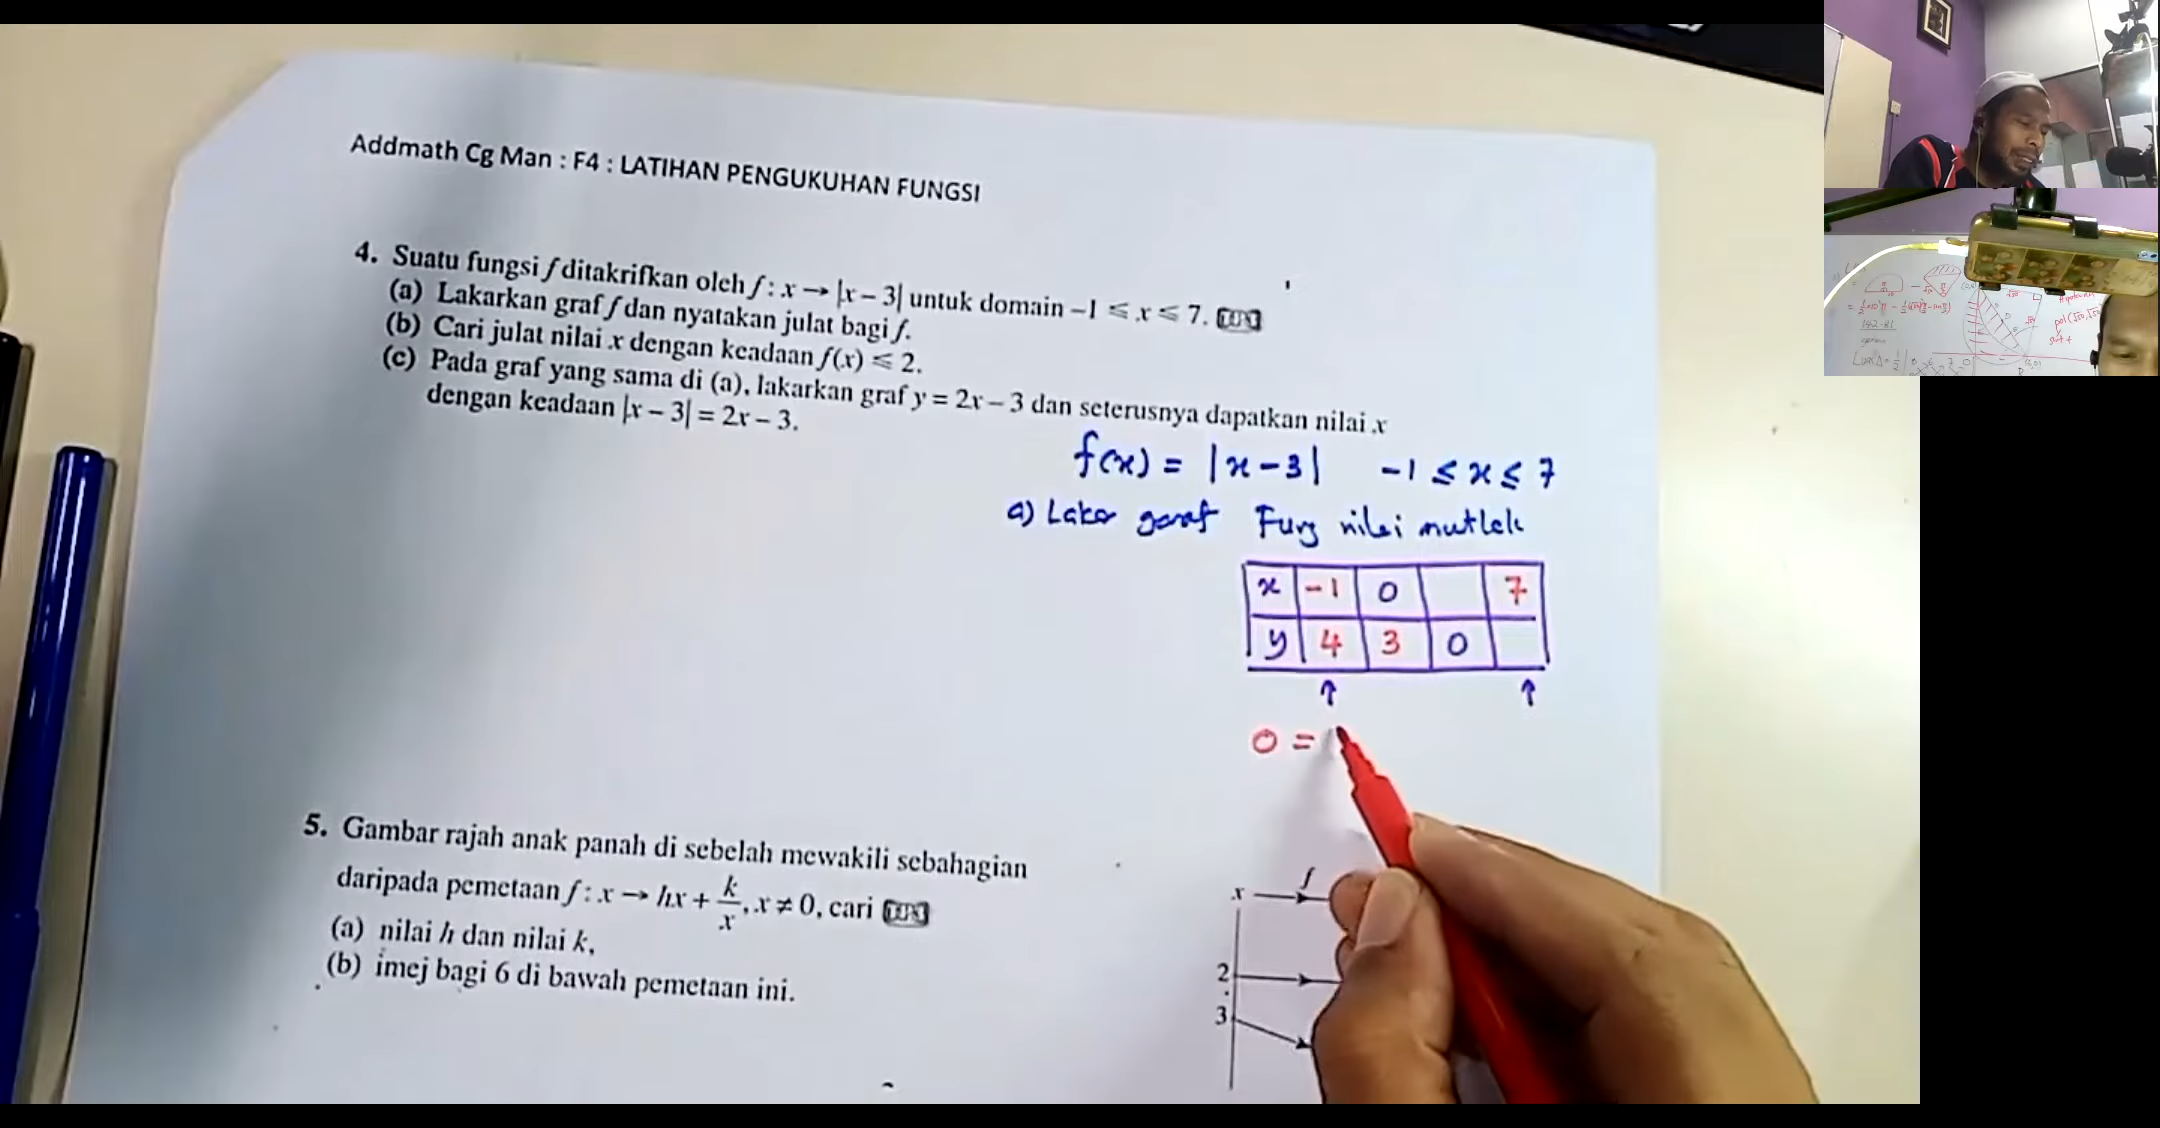 Addmath Cg Man : F4 : LATIHAN PENGUKUHAN FUNGSI
4. Suatu fungsi f ditakrifkan oleh f : x → |x – 3| untuk domain –1 ⩽ x ⩽ 7.
(a) Lakarkan graf f dan nyatakan julat bagi f.
(b) Cari julat nilai x dengan keadaan f(x) ⩽ 2.
(c) Pada graf yang sama di (a), lakarkan graf y = 2x – 3 dan seterusnya dapatkan nilai x
dengan keadaan |x – 3| = 2x – 3.
f(x) = |x – 3| –1 ≤ x ≤ 7
a) Lakar graf Fung nilai mutlak
x –1 0 7
y 4 3 0
↑ ↑
0 =
5. Gambar rajah anak panah di sebelah mewakili sebahagian
daripada pemetaan f : x → hx + k/x, x ≠ 0, cari
(a) nilai h dan nilai k,
(b) imej bagi 6 di bawah pemetaan ini.
x f
2
3